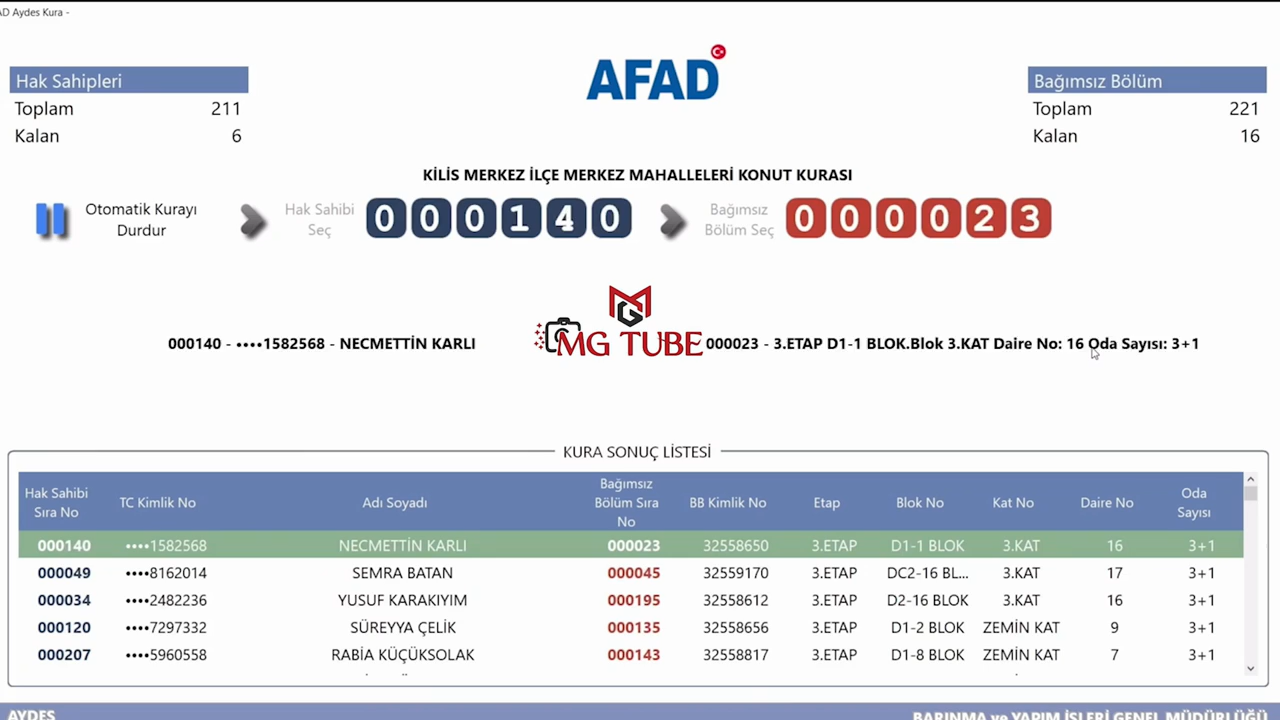 AD Aydes Kura -
AFAD
Hak Sahipleri
Toplam 211
Kalan 6
Bağımsız Bölüm
Toplam 221
Kalan 16
KİLİS MERKEZ İLÇE MERKEZ MAHALLELERİ KONUT KURASI
Otomatik Kurayı
Durdur
Hak Sahibi
Seç
000140
Bağımsız
Bölüm Seç
000023
MG TUBE
000140 - ••••1582568 - NECMETTİN KARLI
000023 - 3.ETAP D1-1 BLOK.Blok 3.KAT Daire No: 16 Oda Sayısı: 3+1
KURA SONUÇ LİSTESİ
Hak Sahibi Sıra No TC Kimlik No Adı Soyadı Bağımsız Bölüm Sıra No BB Kimlik No Etap Blok No Kat No Daire No Oda Sayısı
000140 ••••1582568 NECMETTİN KARLI 000023 32558650 3.ETAP D1-1 BLOK 3.KAT 16 3+1
000049 ••••8162014 SEMRA BATAN 000045 32559170 3.ETAP DC2-16 BL... 3.KAT 17 3+1
000034 ••••2482236 YUSUF KARAKIYIM 000195 32558612 3.ETAP D2-16 BLOK 3.KAT 16 3+1
000120 ••••7297332 SÜREYYA ÇELİK 000135 32558656 3.ETAP D1-2 BLOK ZEMİN KAT 9 3+1
000207 ••••5960558 RABİA KÜÇÜKSOLAK 000143 32558817 3.ETAP D1-8 BLOK ZEMİN KAT 7 3+1
AYDES
BARINMA ve YAPIM İŞLERİ GENEL MÜDÜRLÜĞÜ